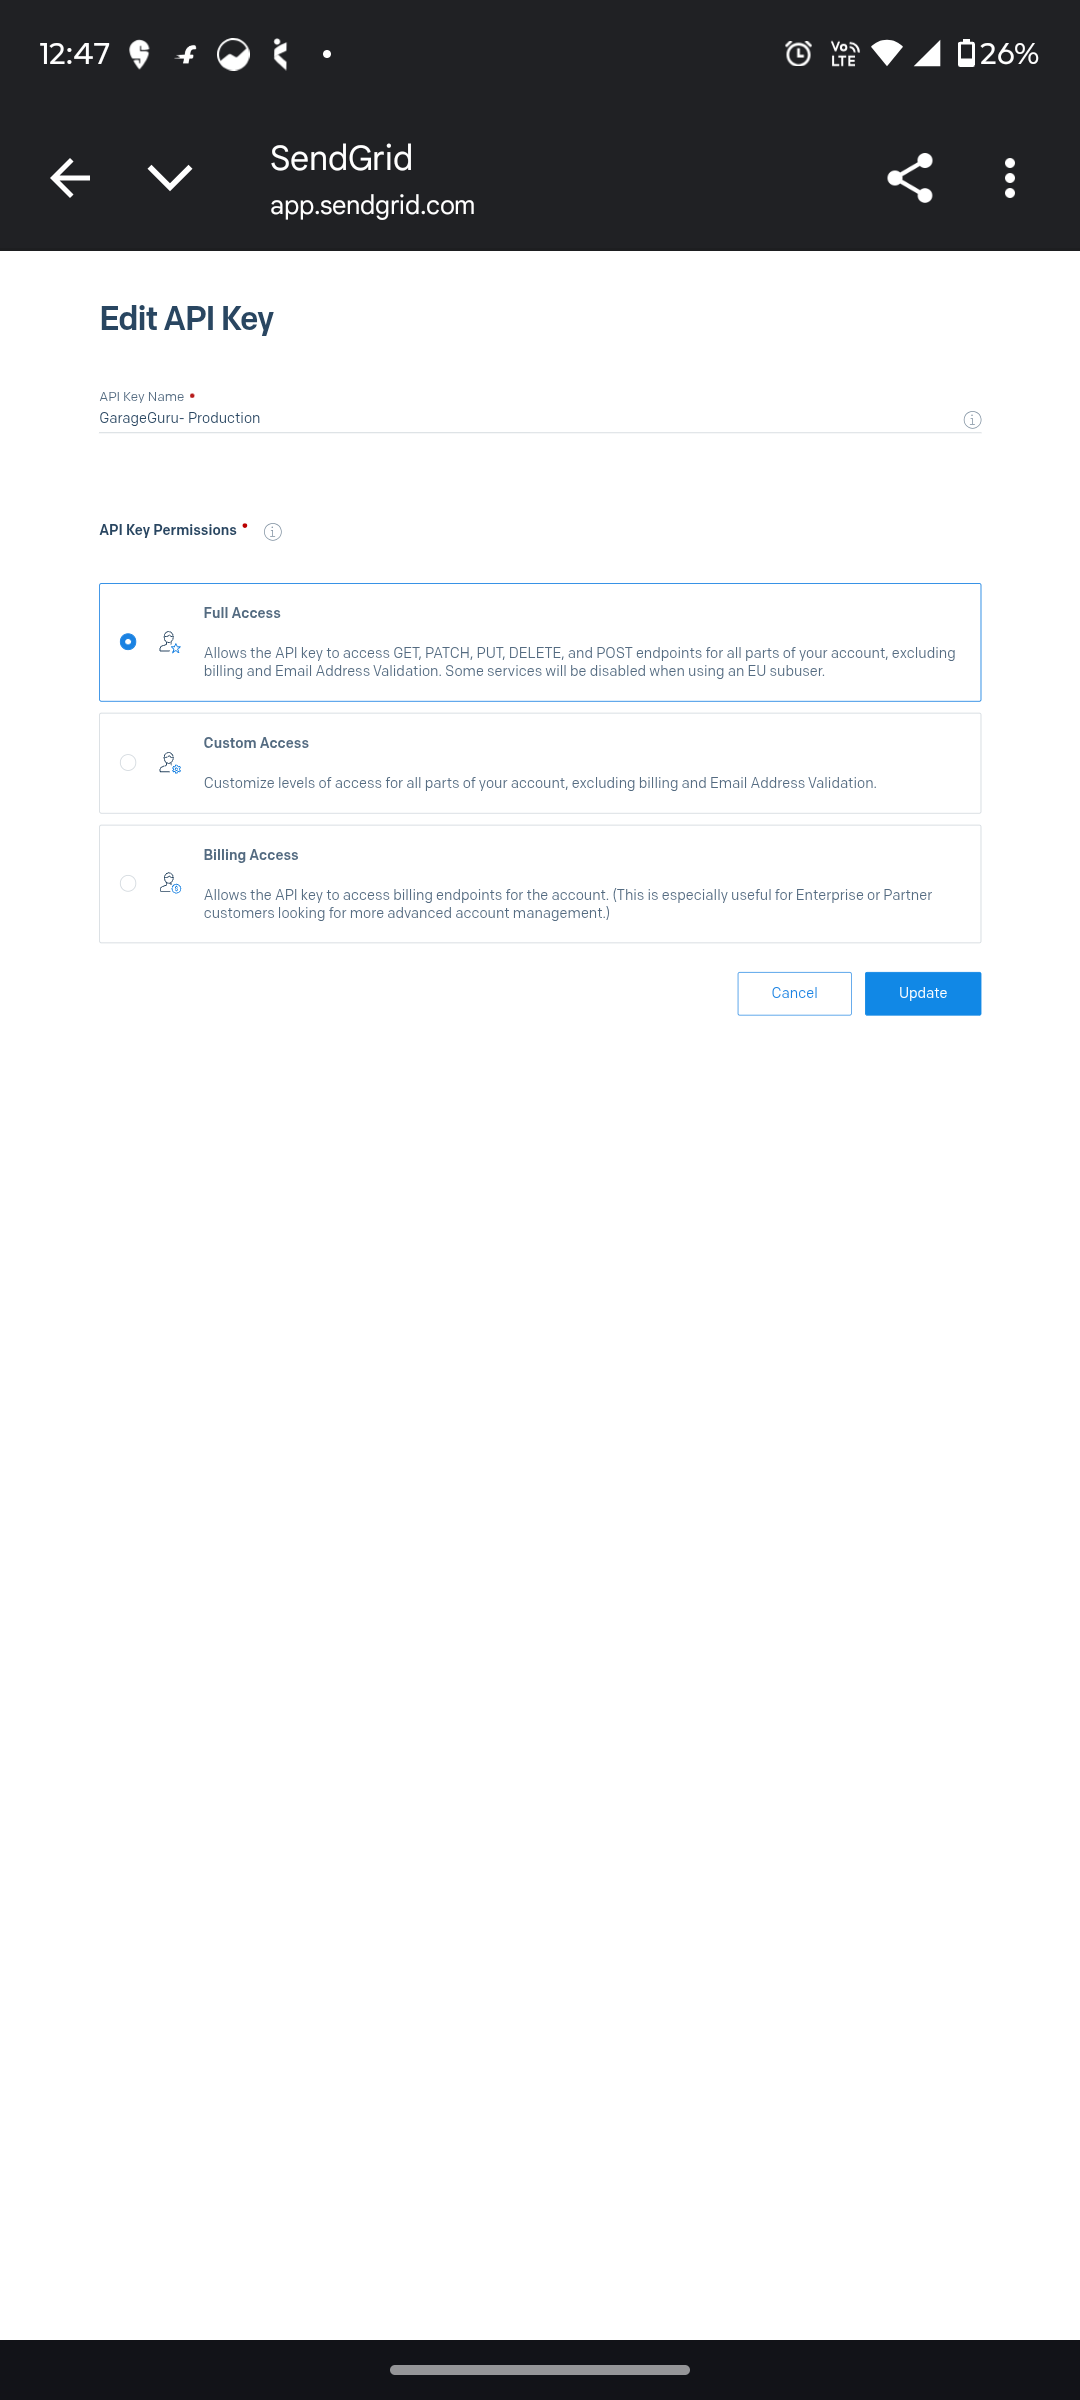 12:47
Vo LTE
26%
SendGrid
app.sendgrid.com
Edit API Key
API Key Name
GarageGuru- Production
API Key Permissions
Full Access
Allows the API key to access GET, PATCH, PUT, DELETE, and POST endpoints for all parts of your account, excluding
billing and Email Address Validation. Some services will be disabled when using an EU subuser.
Custom Access
Customize levels of access for all parts of your account, excluding billing and Email Address Validation.
Billing Access
Allows the API key to access billing endpoints for the account. (This is especially useful for Enterprise or Partner
customers looking for more advanced account management.)
Cancel
Update